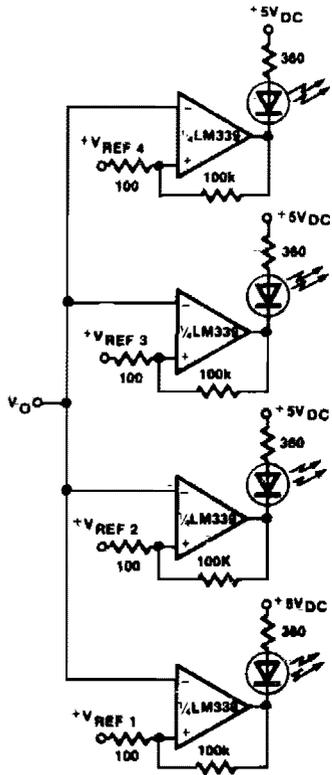 +5VDC
360
1/4LM339
+VREF 4
100
100k
+5VDC
360
1/4LM339
+VREF 3
100
100k
VO
+5VDC
360
1/4LM339
+VREF 2
100
100K
+5VDC
360
1/4LM339
+VREF 1
100
100k